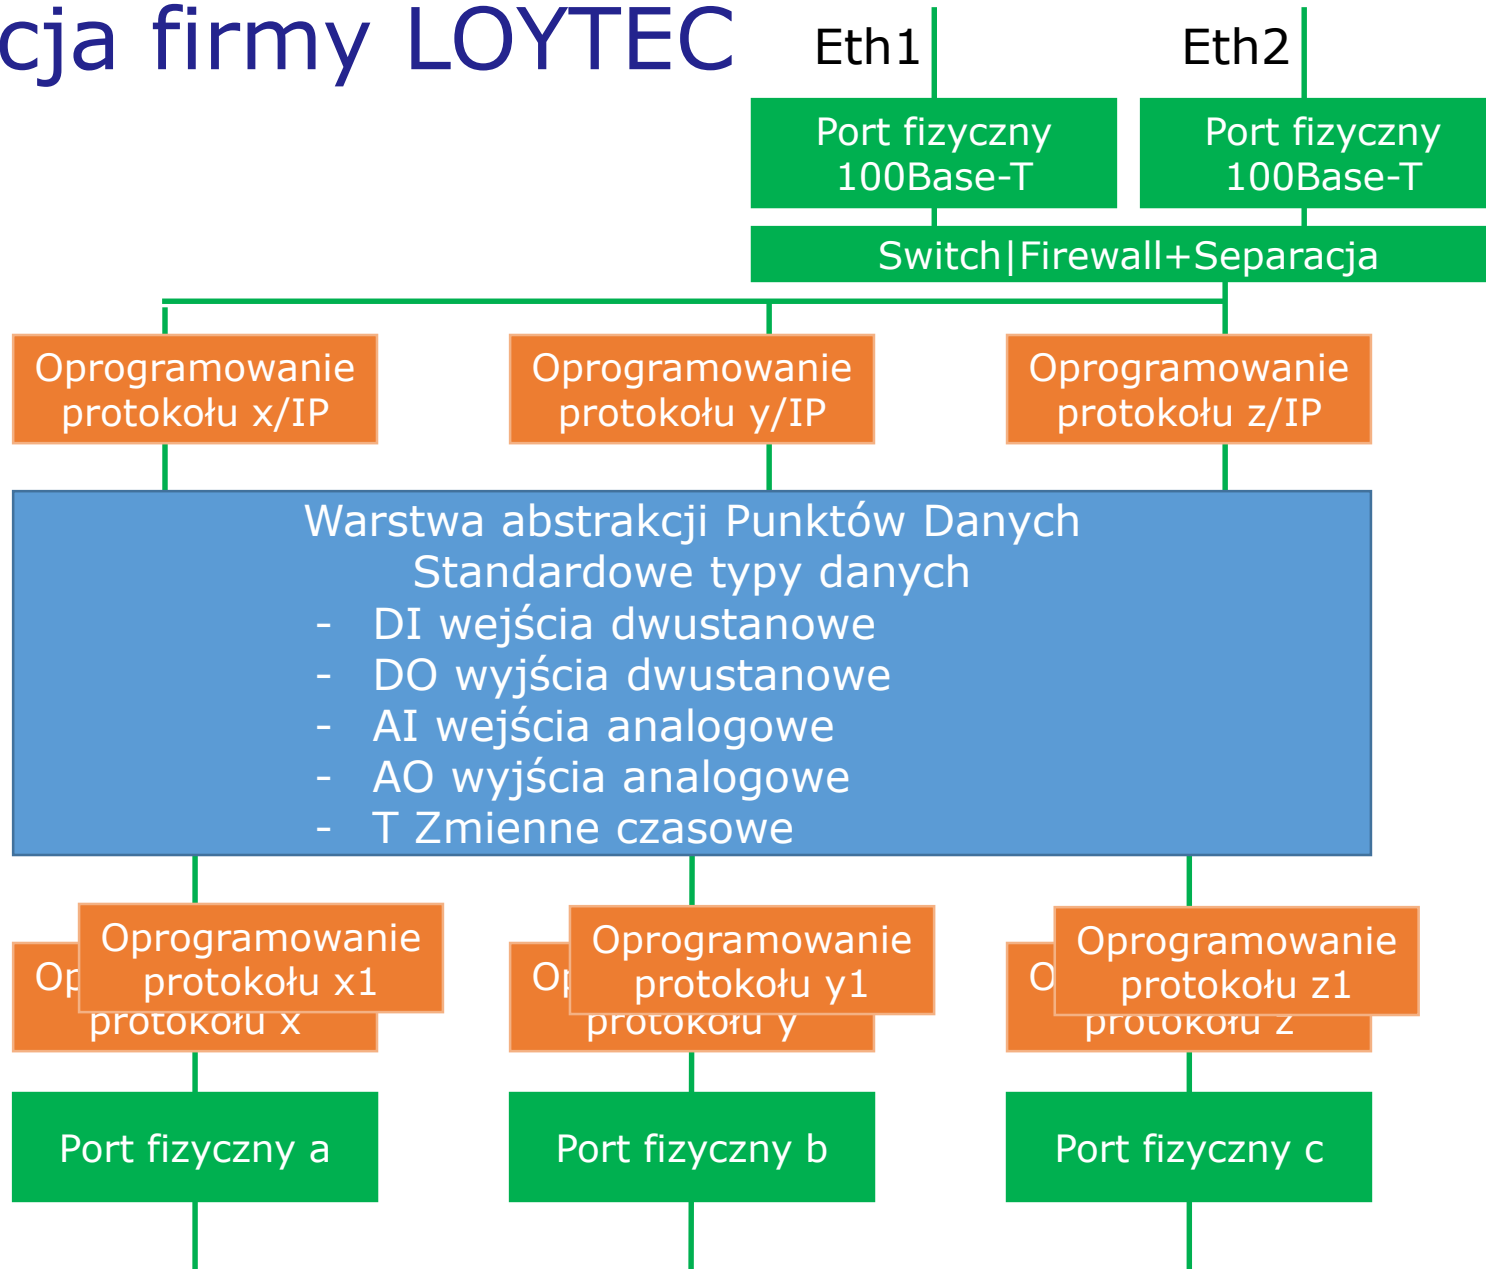 cja firmy LOYTEC
Eth1
Eth2
Port fizyczny
100Base-T
Port fizyczny
100Base-T
Switch|Firewall+Separacja
Oprogramowanie
protokołu x/IP
Oprogramowanie
protokołu y/IP
Oprogramowanie
protokołu z/IP
Warstwa abstrakcji Punktów Danych
Standardowe typy danych
- DI wejścia dwustanowe
- DO wyjścia dwustanowe
- AI wejścia analogowe
- AO wyjścia analogowe
- T Zmienne czasowe
Oprogramowanie
protokołu x1
protokołu x
Oprogramowanie
protokołu y1
protokołu y
Oprogramowanie
protokołu z1
protokołu z
Port fizyczny a
Port fizyczny b
Port fizyczny c